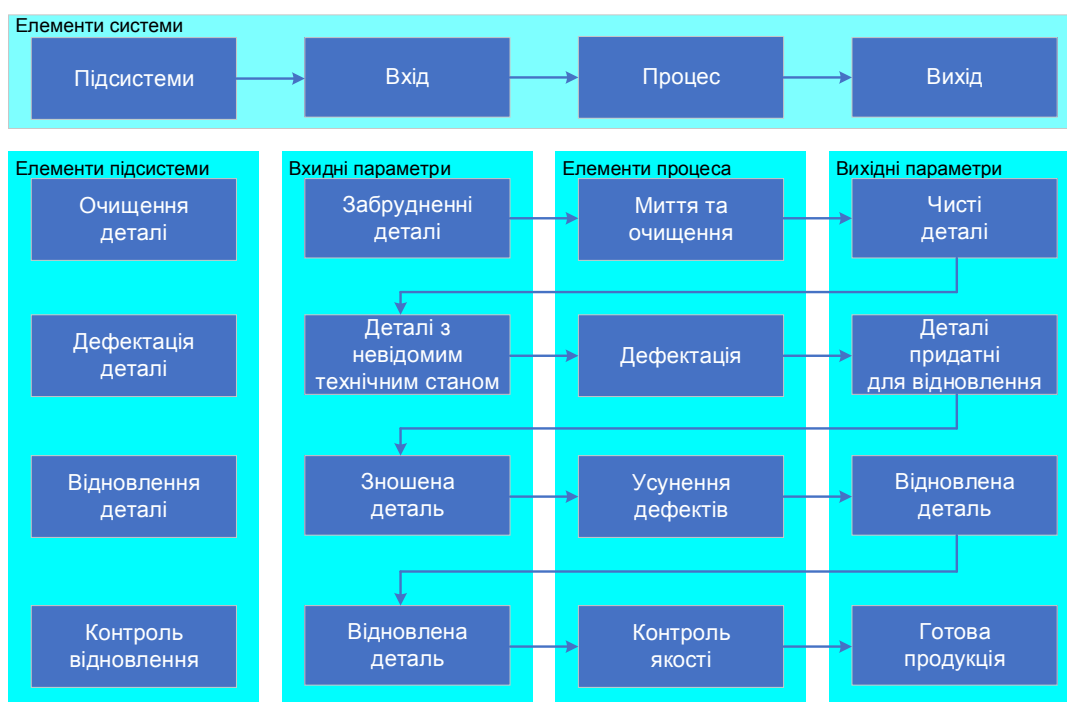 Елементи системи
Підсистеми
Вхід
Процес
Вихід
Елементи підсистеми
Вхидні параметри
Елементи процеса
Вихідні параметри
Очищення
деталі
Забрудненні
деталі
Миття та
очищення
Чисті
деталі
Дефектація
деталі
Деталі з
невідомим
технічним станом
Дефектація
Деталі
придатні
для відновлення
Відновлення
деталі
Зношена
деталь
Усунення
дефектів
Відновлена
деталь
Контроль
відновлення
Відновлена
деталь
Контроль
якості
Готова
продукція